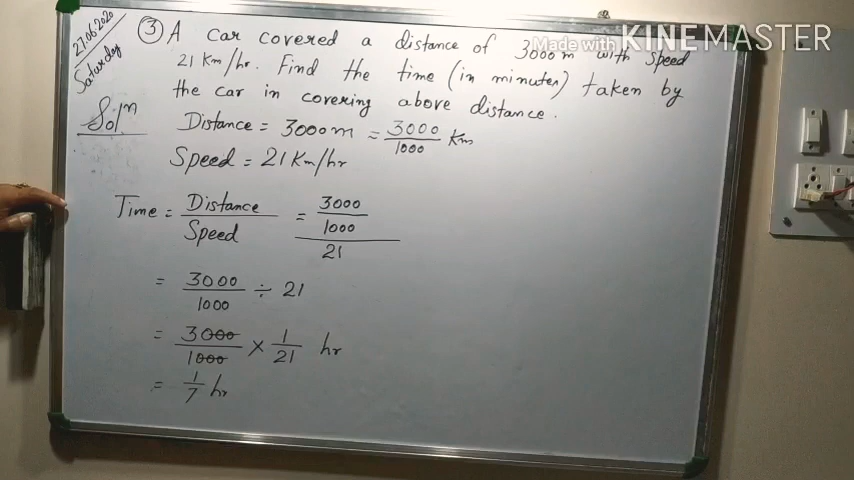 27.06.2020
Saturday
③ A car covered a distance of 3000 m with speed
21 Km/hr. Find the time (in minutes) taken by
the car in covering above distance.
Made with KINEMASTER
Solⁿ
Distance = 3000 m = 3000/1000 Km
Speed = 21 Km/hr
Time = Distance/Speed = 3000/1000/21
= 3000/1000 ÷ 21
= 3000/1000 × 1/21 hr
= 1/7 hr